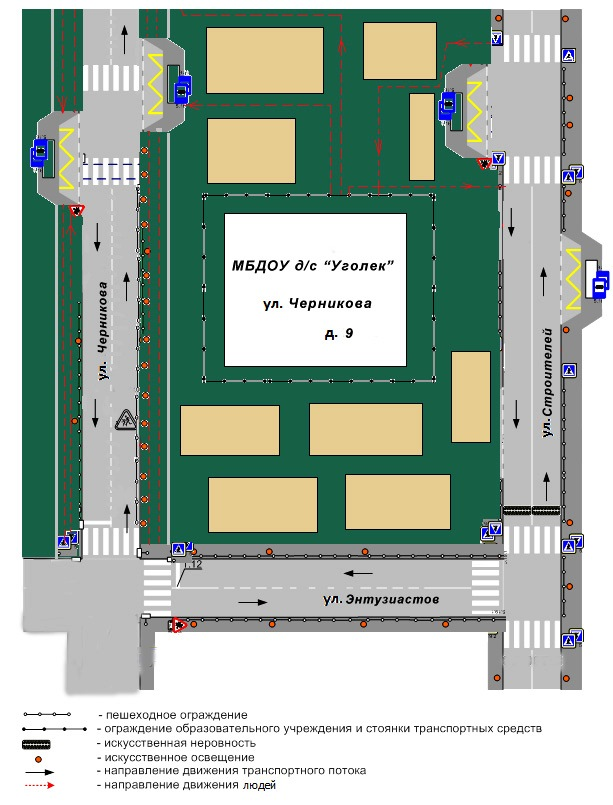 МБДОУ д/с "Уголек"
ул. Черникова
д. 9
ул. Черникова
ул. Строителей
1.12
ул. Энтузиастов
- пешеходное ограждение
- ограждение образовательного учреждения и стоянки транспортных средств
- искусственная неровность
- искусственное освещение
- направление движения транспортного потока
- направление движения людей